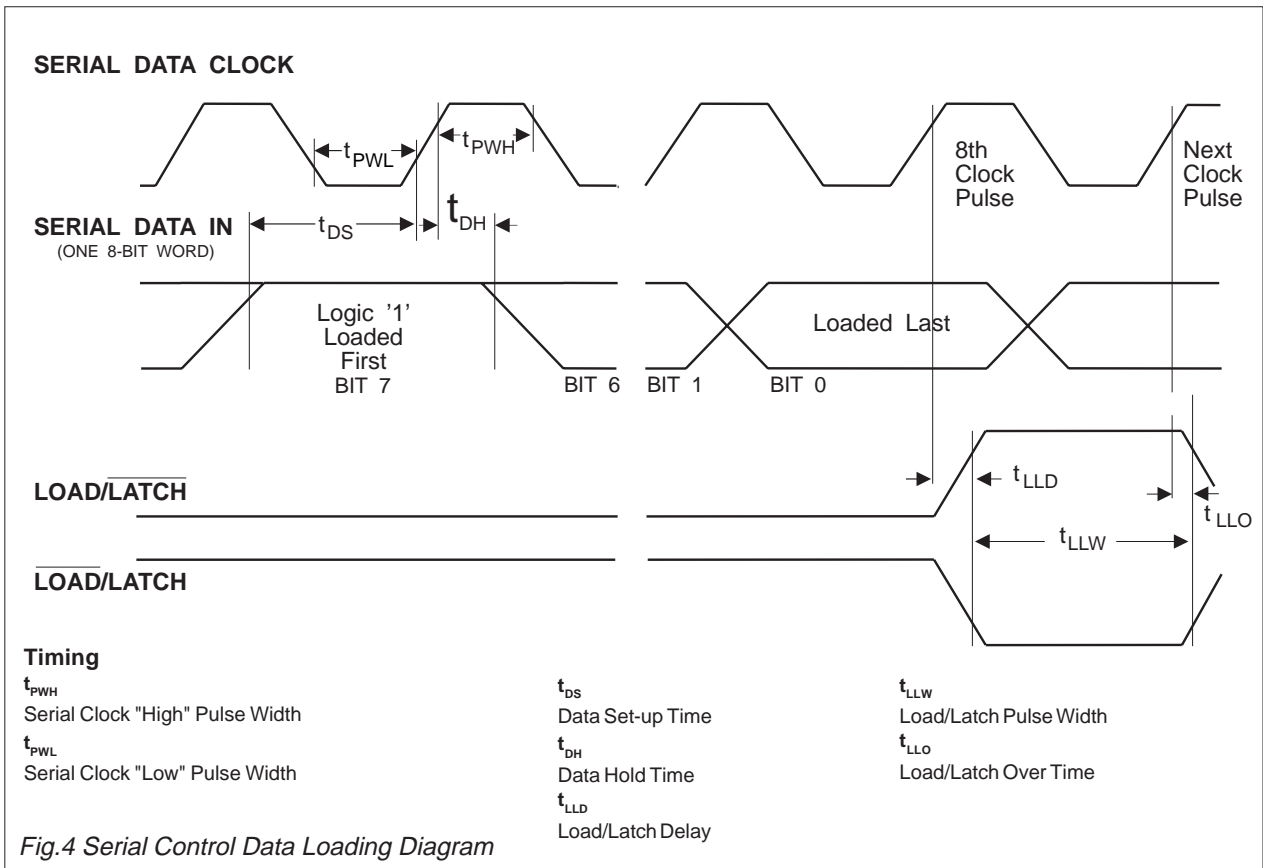 SERIAL DATA CLOCK
tPWL
tPWH
8th
Clock
Pulse
Next
Clock
Pulse
SERIAL DATA IN
(ONE 8-BIT WORD)
tDS
tDH
Logic '1'
Loaded
First
BIT 7
Loaded Last
BIT 6
BIT 1
BIT 0
LOAD/LATCH
tLLD
tLLO
tLLW
LOAD/LATCH
Timing
tPWH
Serial Clock "High" Pulse Width
tPWL
Serial Clock "Low" Pulse Width
tDS
Data Set-up Time
tDH
Data Hold Time
tLLD
Load/Latch Delay
tLLW
Load/Latch Pulse Width
tLLO
Load/Latch Over Time
Fig.4 Serial Control Data Loading Diagram